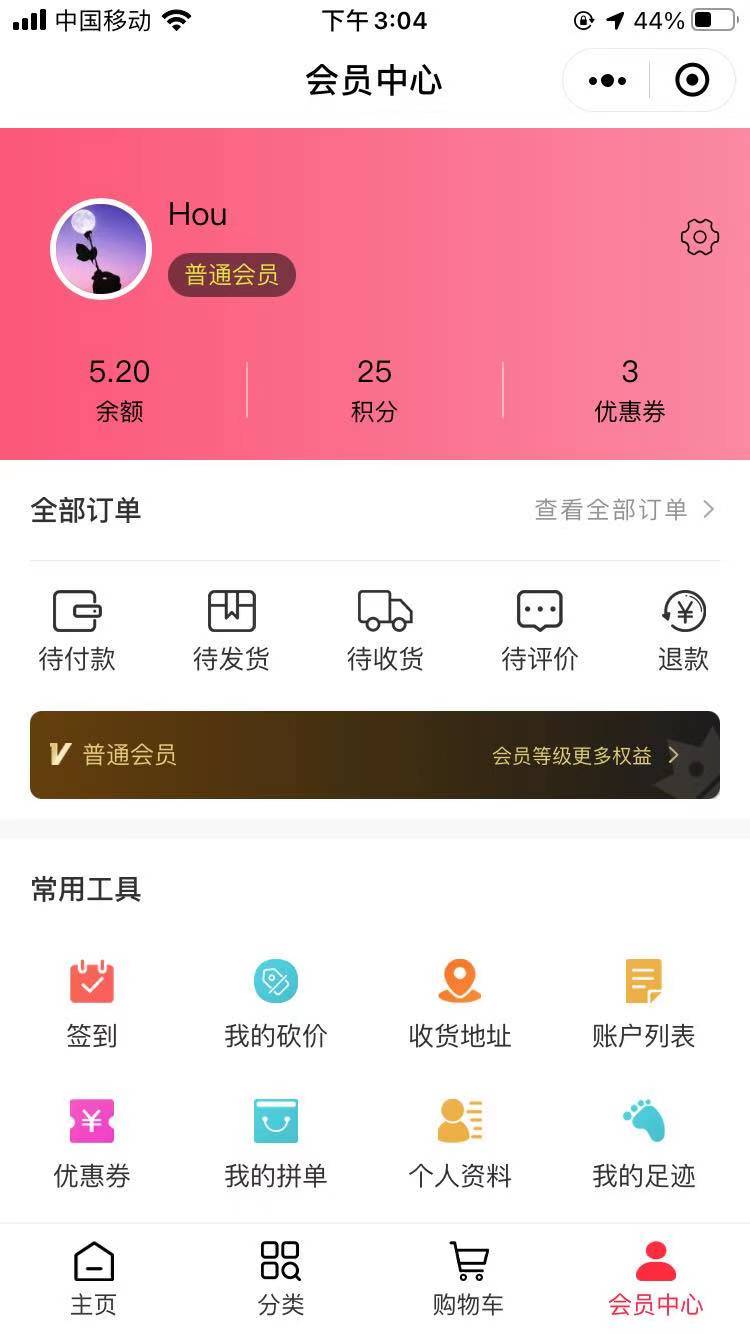 中国移动
下午3:04
44%
会员中心
Hou
普通会员
5.20
25
3
余额
积分
优惠券
全部订单
查看全部订单
待付款
待发货
待收货
待评价
退款
V 普通会员
会员等级更多权益
常用工具
签到
我的砍价
收货地址
账户列表
优惠券
我的拼单
个人资料
我的足迹
主页
分类
购物车
会员中心